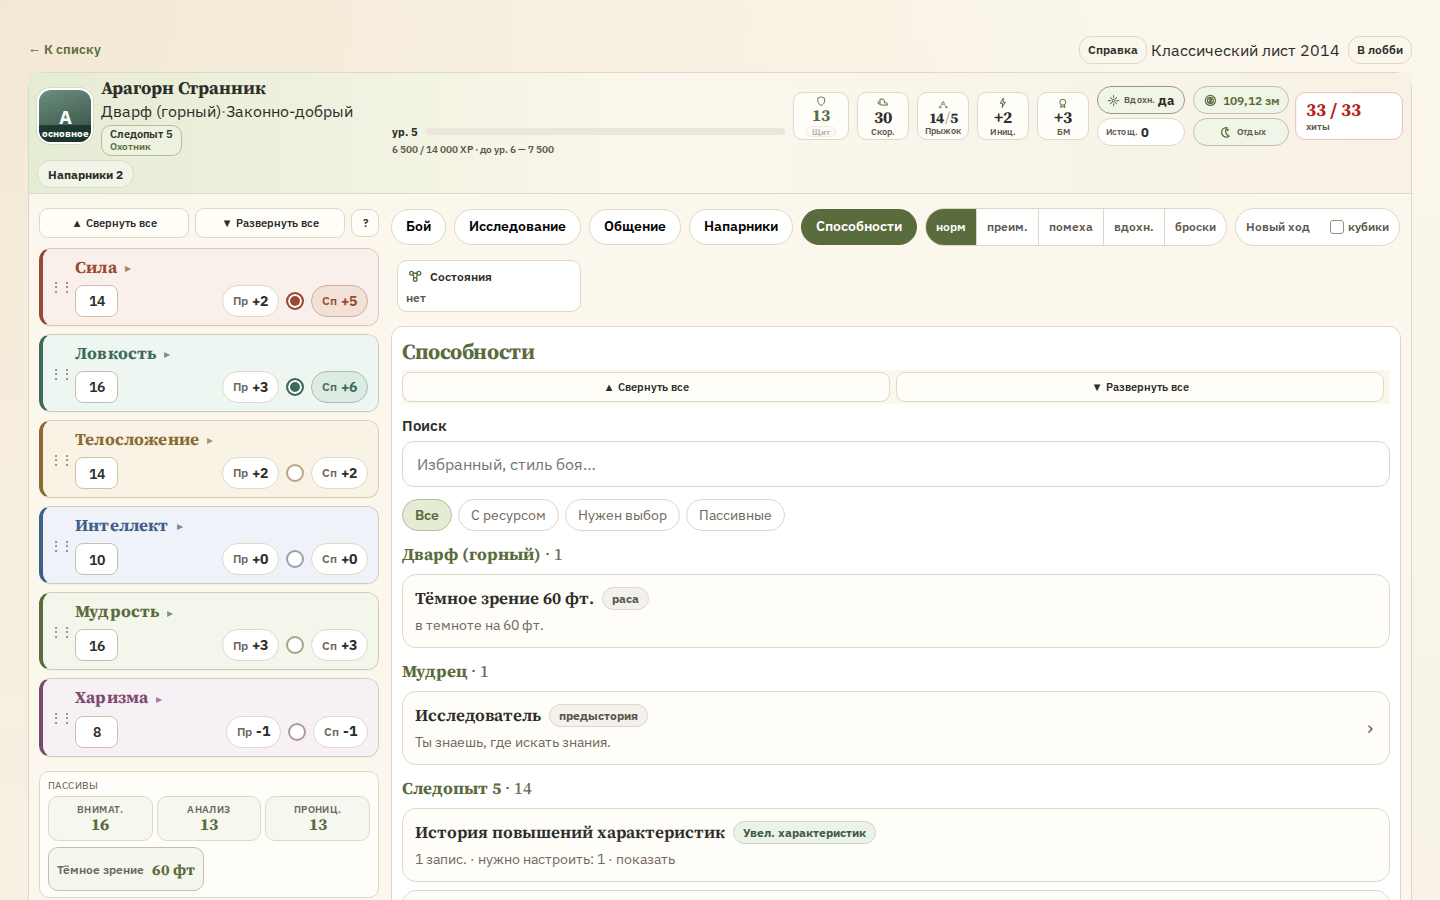 ← К списку
Справка
Классический лист 2014
В лобби
А
основное
Арагорн Странник
Дварф (горный)·Законно-добрый
Следопыт 5
Охотник
Напарники 2
ур. 5
6 500 / 14 000 XP · до ур. 6 — 7 500
13
Щит
30
Скор.
14/5
Прыжок
+2
Иниц.
+3
БМ
Вдохн. да
Истощ. 0
109,12 зм
Отдых
33 / 33
хиты
▲ Свернуть все
▼ Развернуть все
?
Сила ▸
14
Пр +2
Сп +5
Ловкость ▸
16
Пр +3
Сп +6
Телосложение ▸
14
Пр +2
Сп +2
Интеллект ▸
10
Пр +0
Сп +0
Мудрость ▸
16
Пр +3
Сп +3
Харизма ▸
8
Пр -1
Сп -1
ПАССИВЫ
ВНИМАТ.
16
АНАЛИЗ
13
ПРОНИЦ.
13
Тёмное зрение 60 фт
Бой
Исследование
Общение
Напарники
Способности
норм
преим.
помеха
вдохн.
броски
Новый ход
кубики
Состояния
нет
Способности
▲ Свернуть все
▼ Развернуть все
Поиск
Избранный, стиль боя...
Все
С ресурсом
Нужен выбор
Пассивные
Дварф (горный) · 1
Тёмное зрение 60 фт. раса
в темноте на 60 фт.
Мудрец · 1
Исследователь предыстория
Ты знаешь, где искать знания.
›
Следопыт 5 · 14
История повышений характеристик Увел. характеристик
1 запис. · нужно настроить: 1 · показать